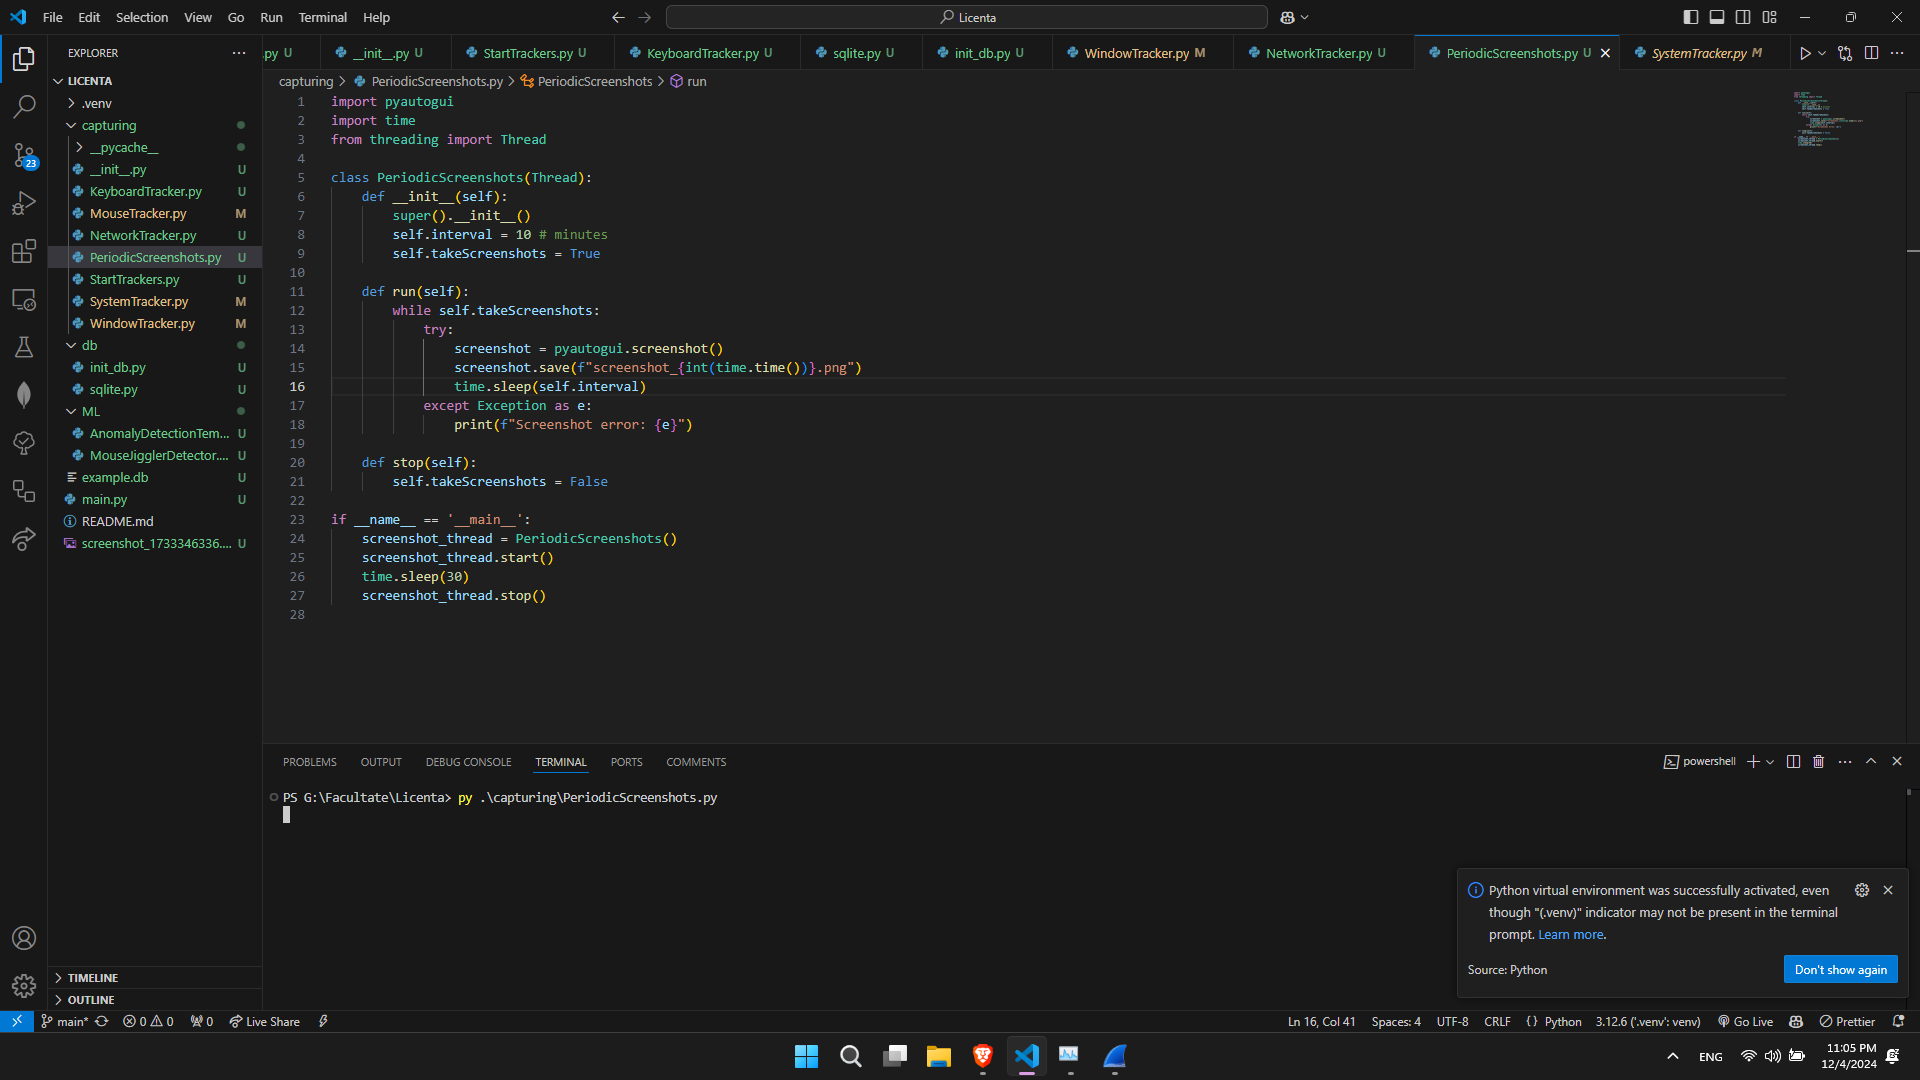 File Edit Selection View Go Run Terminal Help
Licenta
EXPLORER
LICENTA
.venv
capturing
__pycache__
__init__.py U
KeyboardTracker.py U
MouseTracker.py M
NetworkTracker.py U
PeriodicScreenshots.py U
StartTrackers.py U
SystemTracker.py M
WindowTracker.py M
db
init_db.py U
sqlite.py U
ML
AnomalyDetectionTem... U
MouseJigglerDetector.... U
example.db U
main.py U
README.md
screenshot_1733346336.... U
TIMELINE
OUTLINE
23
.py U __init__.py U StartTrackers.py U KeyboardTracker.py U sqlite.py U init_db.py U WindowTracker.py M NetworkTracker.py U PeriodicScreenshots.py U SystemTracker.py M
capturing > PeriodicScreenshots.py > PeriodicScreenshots > run
1 import pyautogui
2 import time
3 from threading import Thread
4
5 class PeriodicScreenshots(Thread):
6 def __init__(self):
7 super().__init__()
8 self.interval = 10 # minutes
9 self.takeScreenshots = True
10
11 def run(self):
12 while self.takeScreenshots:
13 try:
14 screenshot = pyautogui.screenshot()
15 screenshot.save(f"screenshot_{int(time.time())}.png")
16 time.sleep(self.interval)
17 except Exception as e:
18 print(f"Screenshot error: {e}")
19
20 def stop(self):
21 self.takeScreenshots = False
22
23 if __name__ == '__main__':
24 screenshot_thread = PeriodicScreenshots()
25 screenshot_thread.start()
26 time.sleep(30)
27 screenshot_thread.stop()
28
PROBLEMS OUTPUT DEBUG CONSOLE TERMINAL PORTS COMMENTS
powershell
PS G:\Facultate\Licenta> py .\capturing\PeriodicScreenshots.py
Python virtual environment was successfully activated, even
though "(.venv)" indicator may not be present in the terminal
prompt. Learn more.
Source: Python
Don't show again
main* 0 0 0 Live Share
Ln 16, Col 41 Spaces: 4 UTF-8 CRLF {} Python 3.12.6 ('.venv': venv) Go Live Prettier
ENG
11:05 PM
12/4/2024